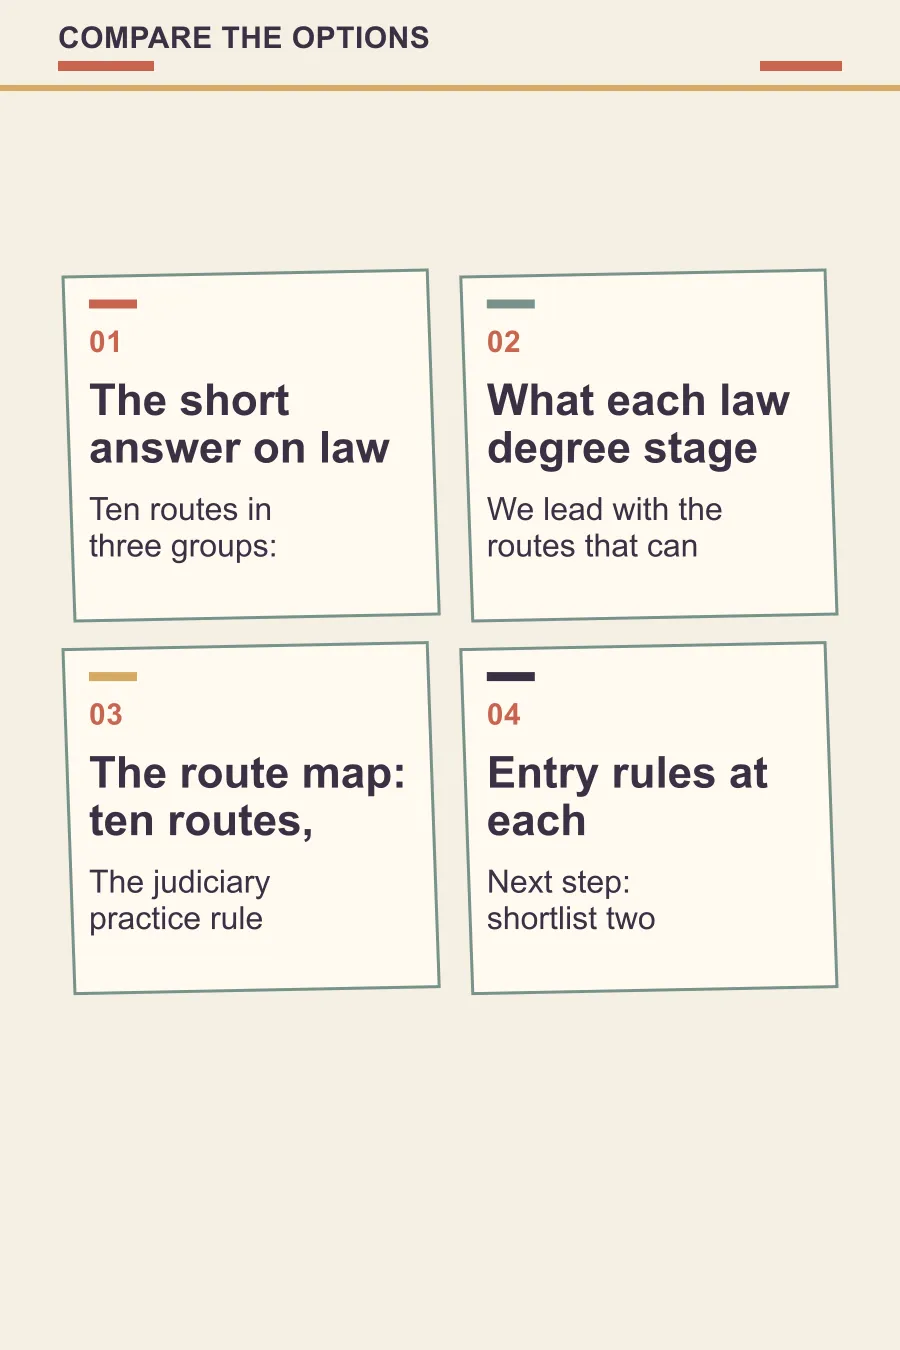 COMPARE THE OPTIONS
01
The short
answer on law
Ten routes in
three groups:
02
What each law
degree stage
We lead with the
routes that can
03
The route map:
ten routes,
The judiciary
practice rule
04
Entry rules at
each
Next step:
shortlist two